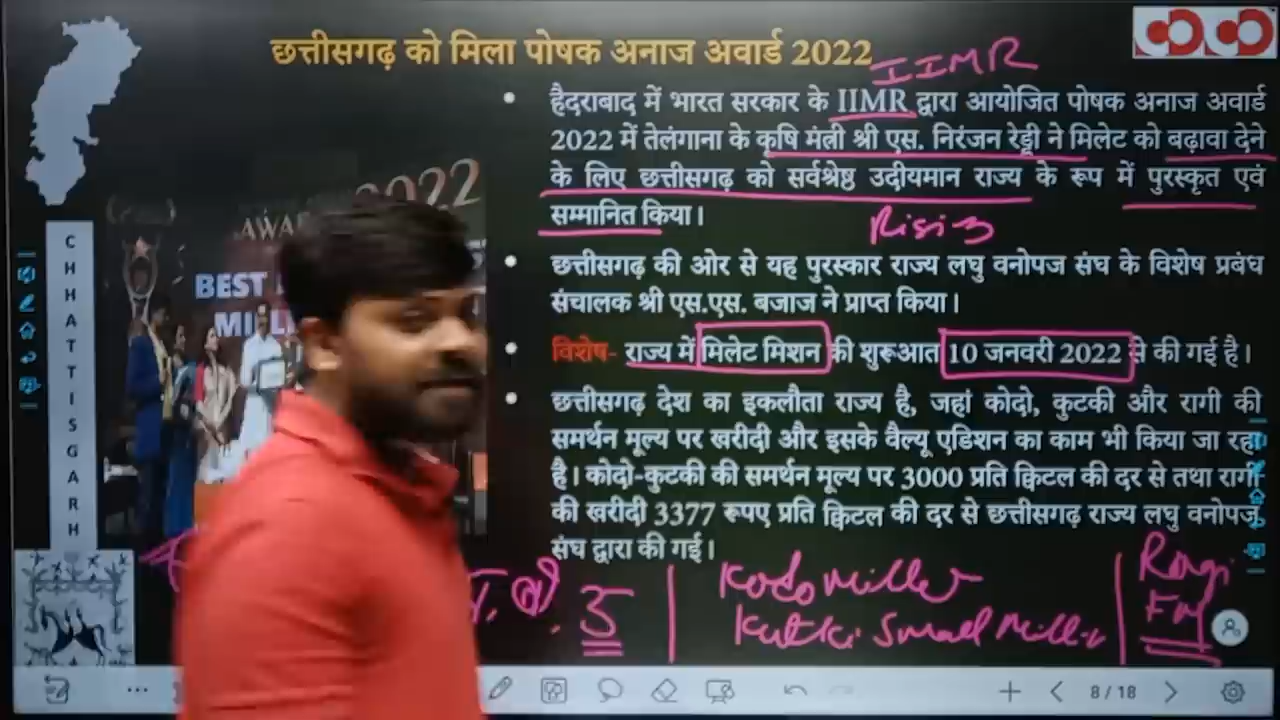 छत्तीसगढ़ को मिला पोषक अनाज अवार्ड 2022
IIMR
हैदराबाद में भारत सरकार के IIMR द्वारा आयोजित पोषक अनाज अवार्ड
2022 में तेलंगाना के कृषि मंत्री श्री एस. निरंजन रेड्डी ने मिलेट को बढ़ावा देने
के लिए छत्तीसगढ़ को सर्वश्रेष्ठ उदीयमान राज्य के रूप में पुरस्कृत एवं
सम्मानित किया।
Rising
छत्तीसगढ़ की ओर से यह पुरस्कार राज्य लघु वनोपज संघ के विशेष प्रबंध
संचालक श्री एस.एस. बजाज ने प्राप्त किया।
विशेष- राज्य में मिलेट मिशन की शुरूआत 10 जनवरी 2022 से की गई है।
छत्तीसगढ़ देश का इकलौता राज्य है, जहां कोदो, कुटकी और रागी की
समर्थन मूल्य पर खरीदी और इसके वैल्यू एडिशन का काम भी किया जा रहा
है। कोदो-कुटकी की समर्थन मूल्य पर 3000 प्रति क्विटल की दर से तथा रागी
की खरीदी 3377 रूपए प्रति क्विटल की दर से छत्तीसगढ़ राज्य लघु वनोपज
संघ द्वारा की गई।
2022
BEST
CHHATTISGARH
5
Kodo Millet
Kutki Small Millet
Ragi
FM
8/18